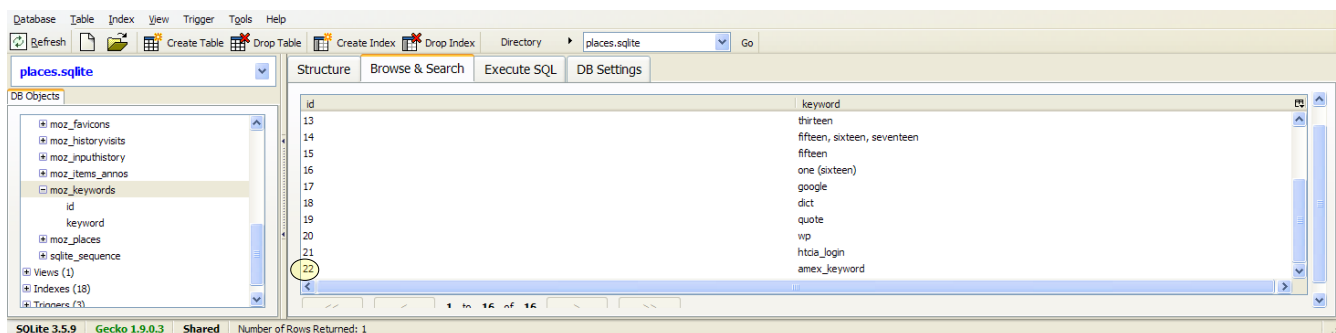 Database Table Index View Trigger Tools Help
Refresh Create Table Drop Table Create Index Drop Index Directory places.sqlite Go
places.sqlite Structure Browse & Search Execute SQL DB Settings
DB Objects
id keyword
moz_favicons 13 thirteen
moz_historyvisits 14 fifteen, sixteen, seventeen
moz_inputhistory 15 fifteen
moz_items_annos 16 one (sixteen)
moz_keywords 17 google
id 18 dict
keyword 19 quote
moz_places 20 wp
sqlite_sequence 21 htcia_login
Views (1) 22 amex_keyword
Indexes (18)
Triggers (3) << < 1 to 16 of 16 > >>
SQLite 3.5.9 Gecko 1.9.0.3 Shared Number of Rows Returned: 1